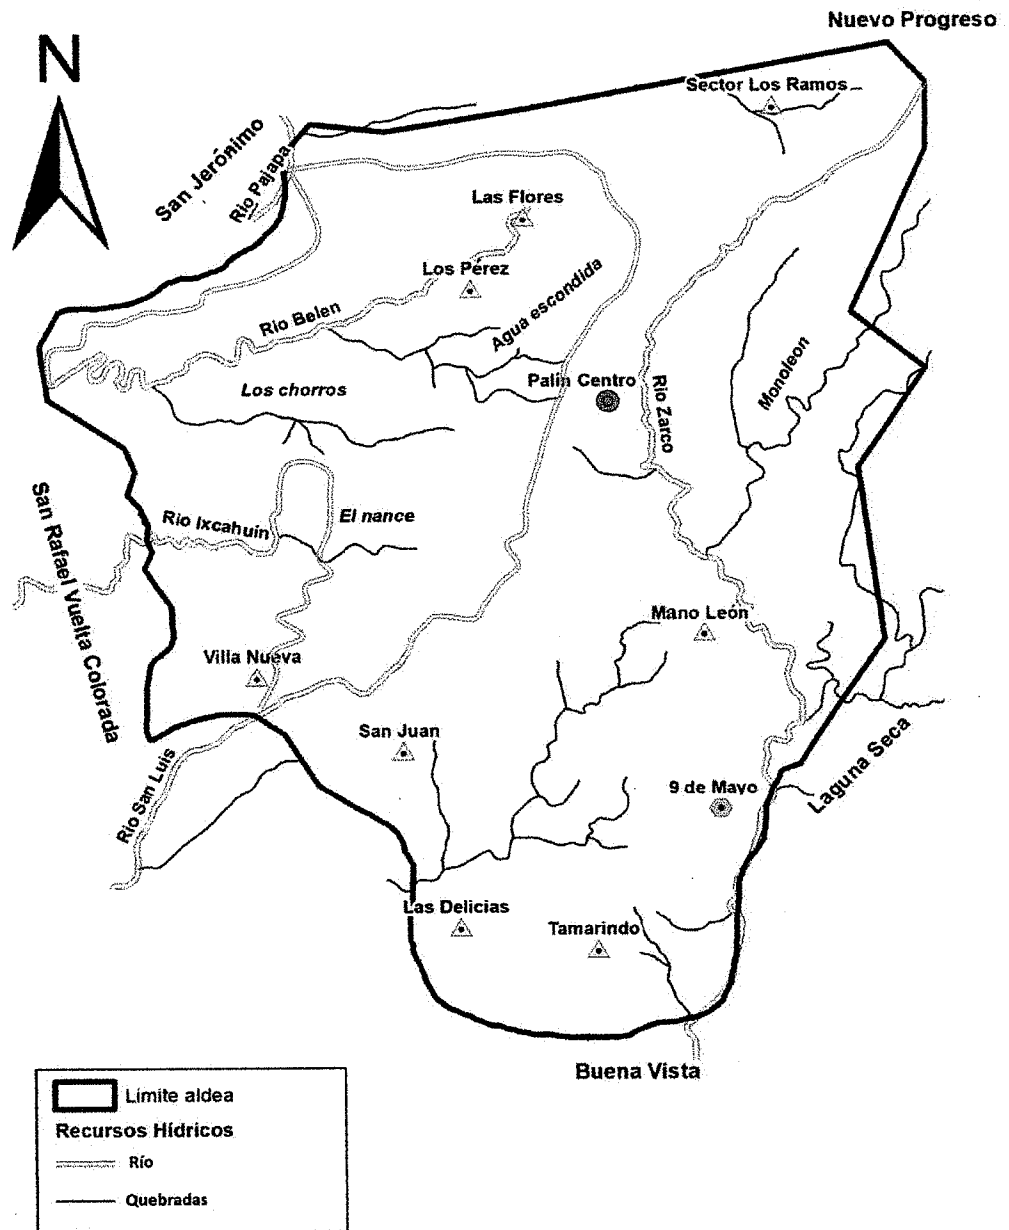 Nuevo Progreso
N
Sector Los Ramos
San Jerónimo
Rio Pajapa
Las Flores
Los Pérez
Agua escondida
Rio Belen
Los chorros
Palin Centro
Rio Zarco
Monoleon
San Rafael Vuelta Colorada
Rio Ixcahuin
El nance
Mano León
Villa Nueva
San Juan
Rio San Luis
9 de Mayo
Laguna Seca
Las Delicias
Tamarindo
Buena Vista
Límite aldea
Recursos Hídricos
Río
Quebradas